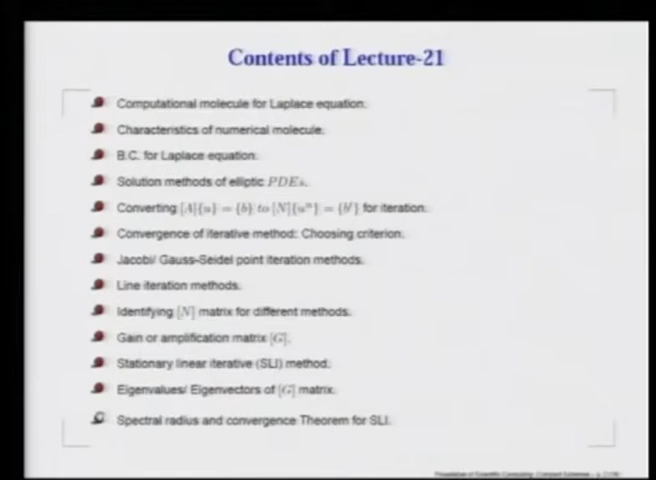 Contents of Lecture-21
Computational molecule for Laplace equation.
Characteristics of numerical molecule.
B.C. for Laplace equation.
Solution methods of elliptic PDEs.
Converting [A]{u} = {b} to [N]{uⁿ} = {b'} for iteration.
Convergence of iterative method: Choosing criterion.
Jacobi/ Gauss-Seidel point iteration methods.
Line iteration methods.
Identifying [N] matrix for different methods.
Gain or amplification matrix [G].
Stationary linear iterative (SLI) method.
Eigenvalues/ Eigenvectors of [G] matrix.
Spectral radius and convergence Theorem for SLI.